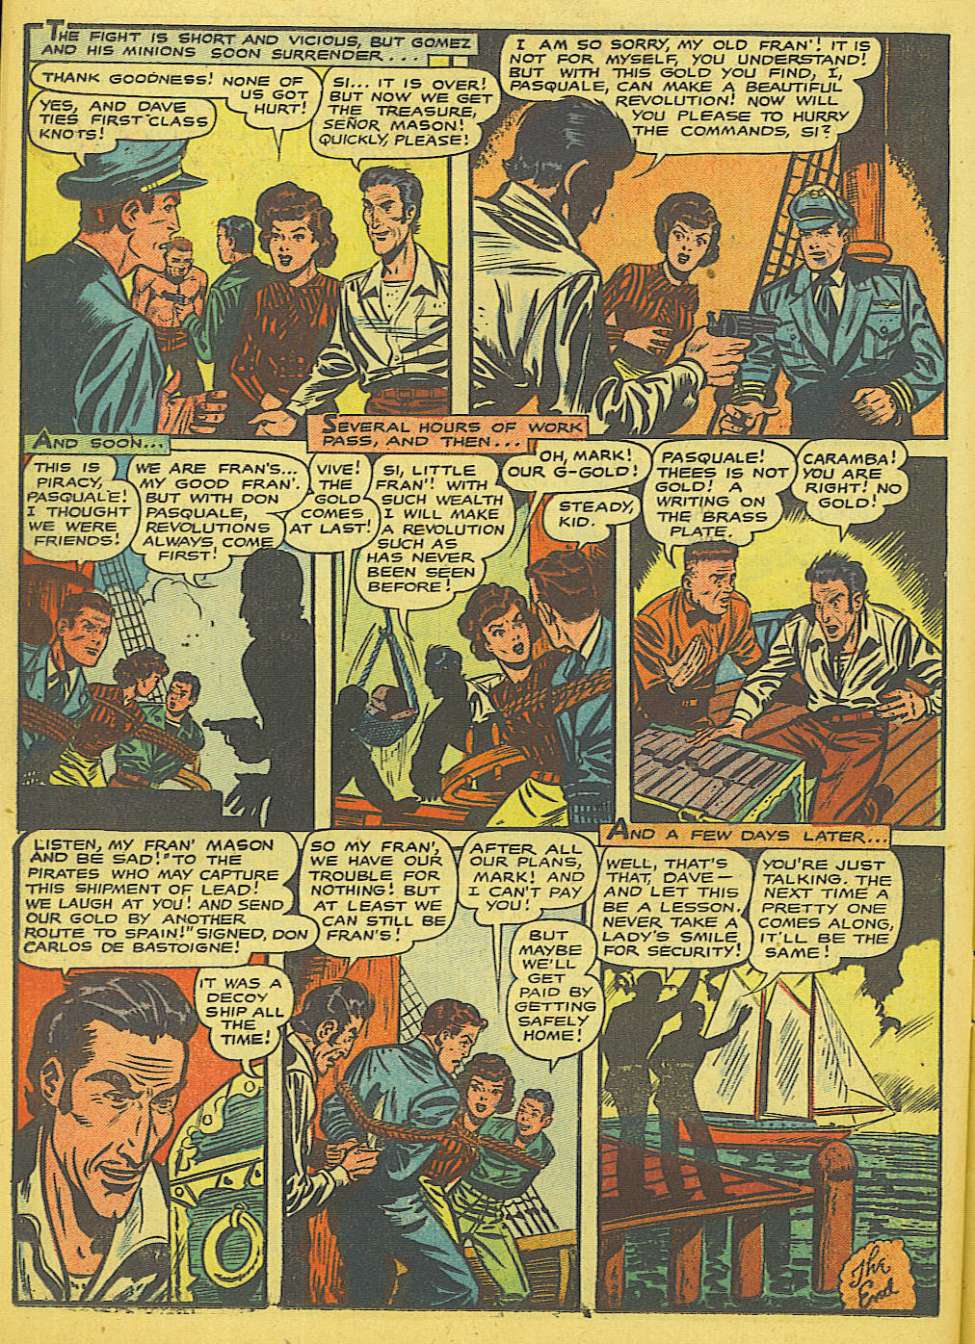 THE FIGHT IS SHORT AND VICIOUS, BUT GOMEZ
AND HIS MINIONS SOON SURRENDER...
THANK GOODNESS! NONE OF
US GOT
HURT!
YES, AND DAVE
TIES FIRST CLASS
KNOTS!
SI... IT IS OVER!
BUT NOW WE GET
THE TREASURE,
SEÑOR MASON!
QUICKLY, PLEASE!
I AM SO SORRY, MY OLD FRAN'! IT IS
NOT FOR MYSELF, YOU UNDERSTAND!
BUT WITH THIS GOLD YOU FIND, I,
PASQUALE, CAN MAKE A BEAUTIFUL
REVOLUTION! NOW WILL
YOU PLEASE TO HURRY
THE COMMANDS, SI?
AND SOON...
THIS IS
PIRACY,
PASQUALE!
I THOUGHT
WE WERE
FRIENDS!
WE ARE FRAN'S...
MY GOOD FRAN'.
BUT WITH DON
PASQUALE,
REVOLUTIONS
ALWAYS COME
FIRST!
SEVERAL HOURS OF WORK
PASS, AND THEN...
VIVE!
THE
GOLD
COMES
AT LAST!
SI, LITTLE
FRAN'! WITH
SUCH WEALTH
I WILL MAKE
A REVOLUTION
SUCH AS
HAS NEVER
BEEN SEEN
BEFORE!
OH, MARK!
OUR G-GOLD!
STEADY,
KID.
PASQUALE!
THEES IS NOT
GOLD! A
WRITING ON
THE BRASS
PLATE.
CARAMBA!
YOU ARE
RIGHT! NO
GOLD!
LISTEN, MY FRAN' MASON
AND BE SAD! "TO THE
PIRATES WHO MAY CAPTURE
THIS SHIPMENT OF LEAD!
WE LAUGH AT YOU! AND SEND
OUR GOLD BY ANOTHER
ROUTE TO SPAIN!" SIGNED, DON
CARLOS DE BASTOIGNE!
IT WAS A
DECOY
SHIP ALL
THE
TIME!
SO MY FRAN',
WE HAVE OUR
TROUBLE FOR
NOTHING! BUT
AT LEAST WE
CAN STILL BE
FRAN'S!
AFTER ALL
OUR PLANS,
MARK! AND
I CAN'T PAY
YOU!
BUT
MAYBE
WE'LL
GET
PAID BY
GETTING
SAFELY
HOME!
AND A FEW DAYS LATER...
WELL, THAT'S
THAT, DAVE—
AND LET THIS
BE A LESSON.
NEVER TAKE A
LADY'S SMILE
FOR SECURITY!
YOU'RE JUST
TALKING. THE
NEXT TIME A
PRETTY ONE
COMES ALONG,
IT'LL BE THE
SAME!
The
End